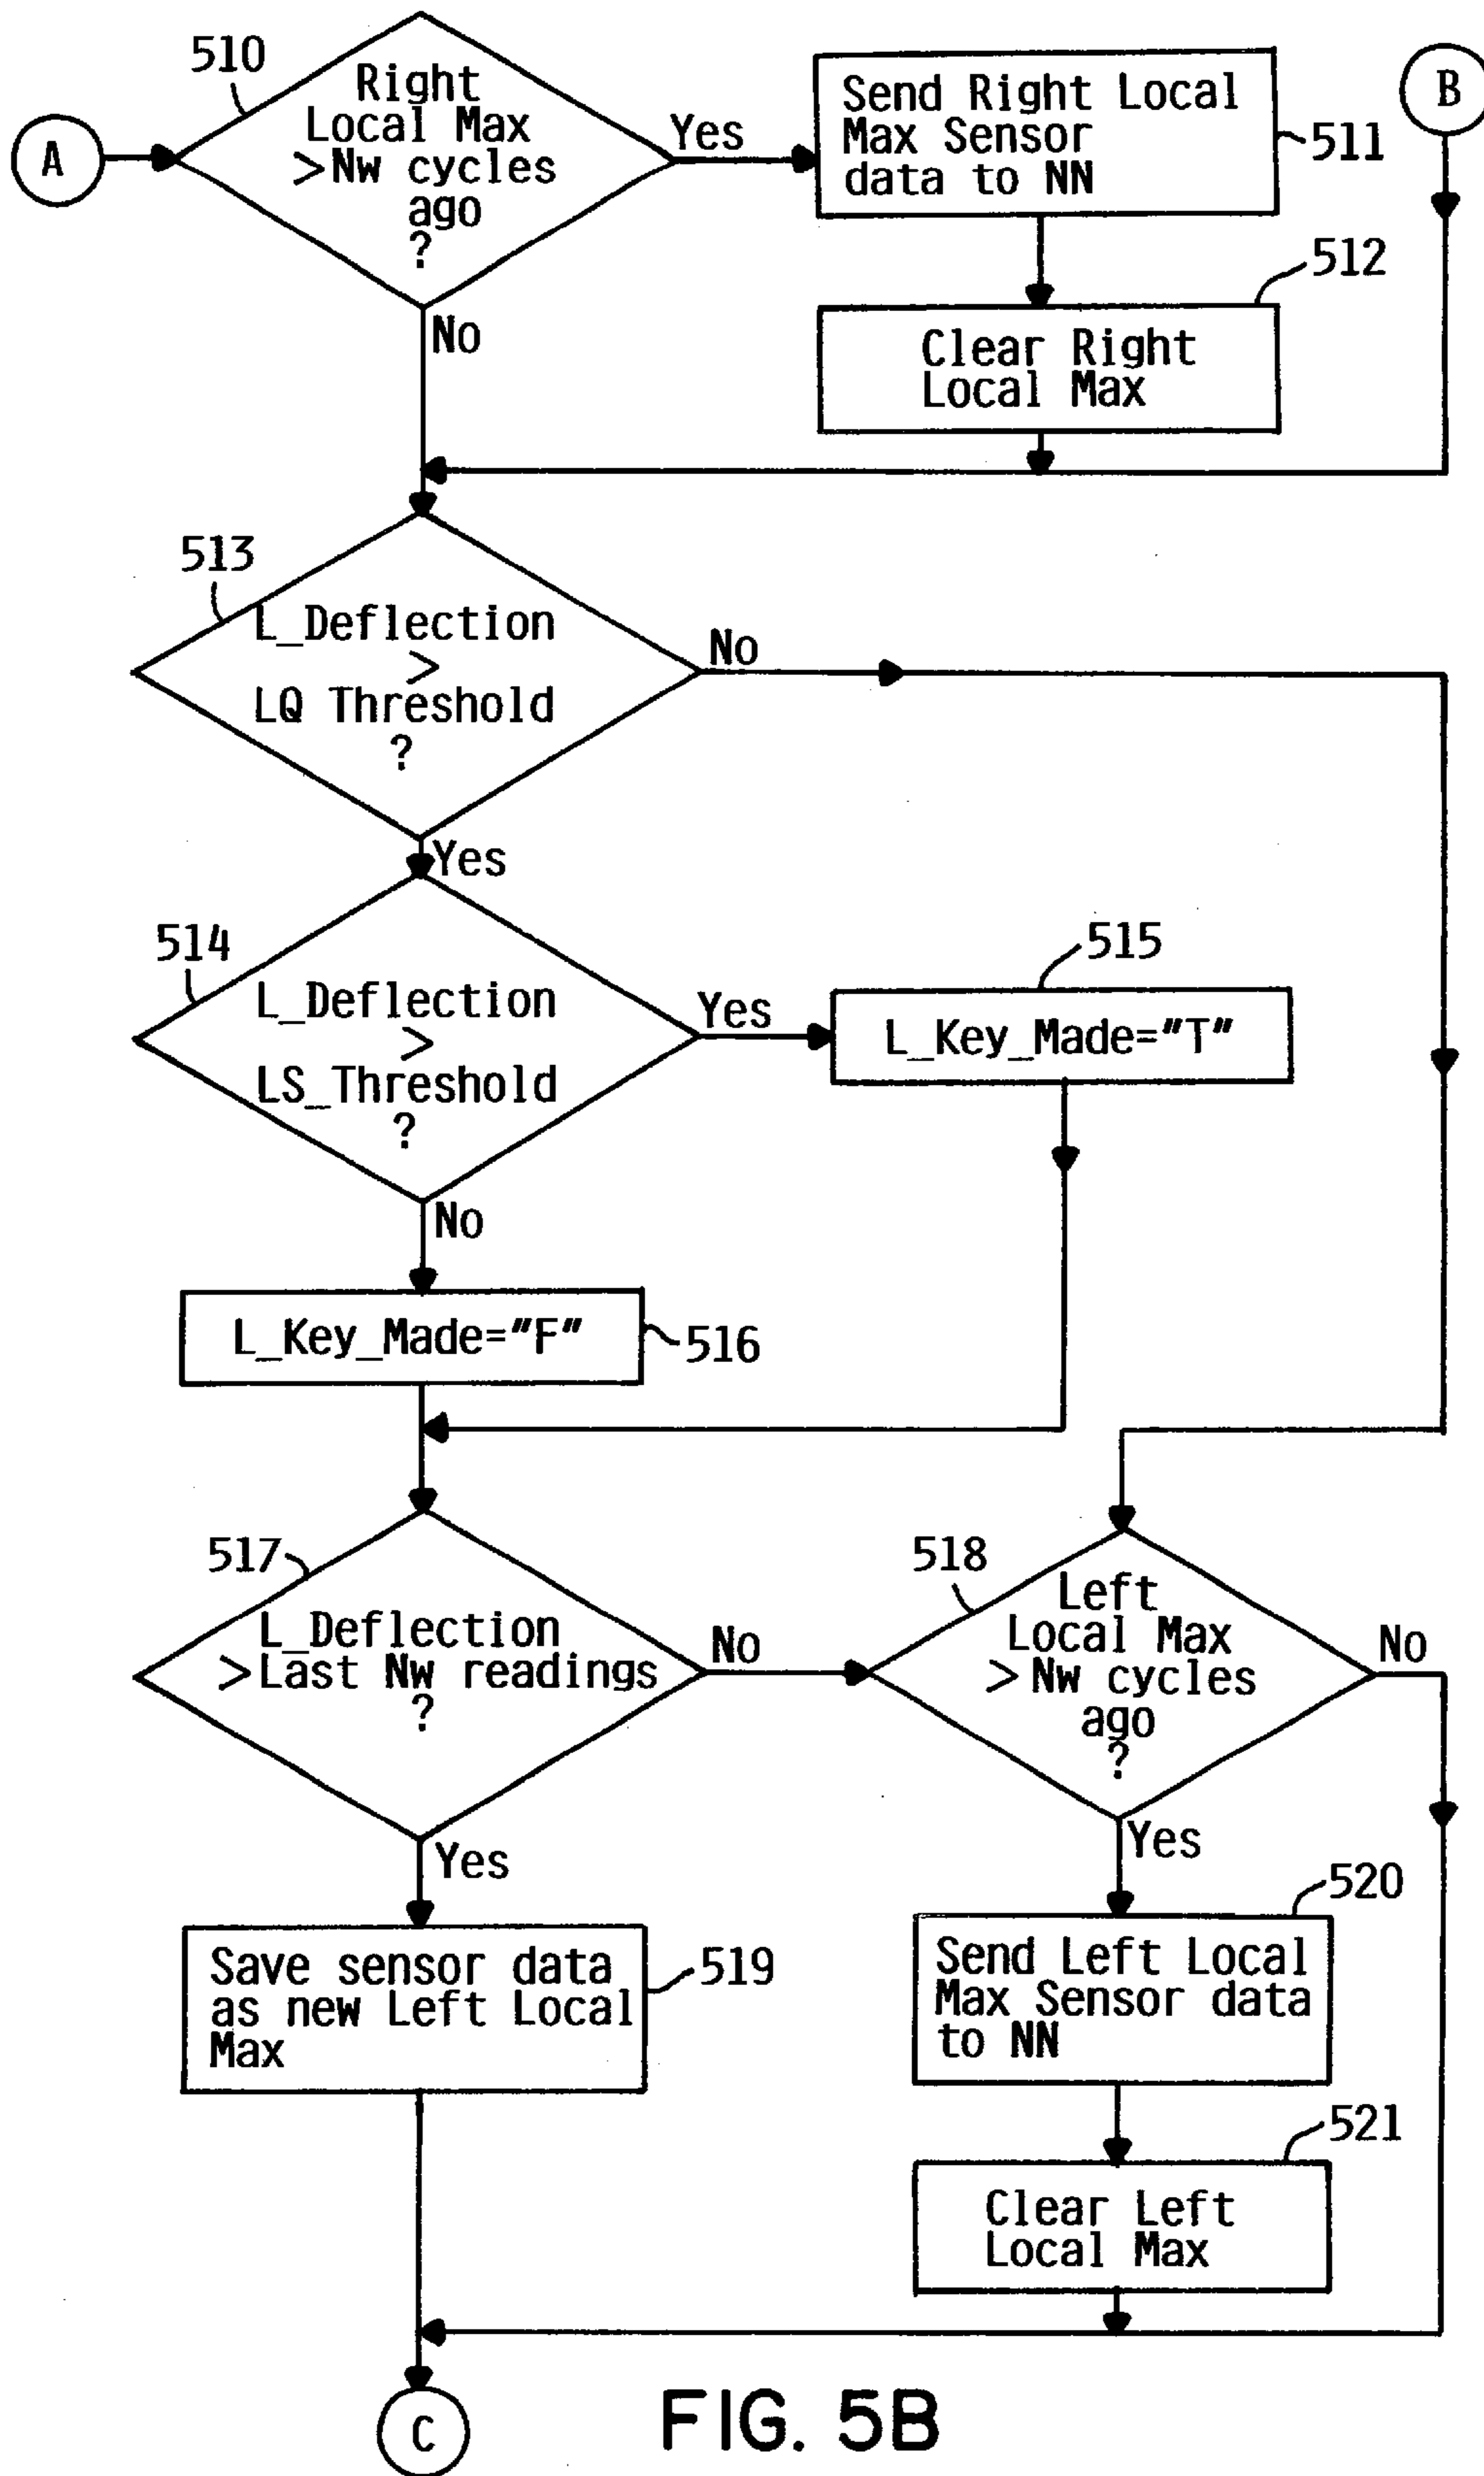 510
Right
Local Max
>Nw cycles
ago
?
A
Yes
Send Right Local
Max Sensor
data to NN
511
B
512
Clear Right
Local Max
No
513
L_Deflection
>
LQ Threshold
?
No
Yes
514
L_Deflection
>
LS_Threshold
?
Yes
515
L_Key_Made="T"
No
L_Key_Made="F"
516
517
L_Deflection
>Last Nw readings
?
No
518
Left
Local Max
>Nw cycles
ago
?
No
Yes
Yes
Save sensor data
as new Left Local
Max
519
520
Send Left Local
Max Sensor data
to NN
521
Clear Left
Local Max
C
FIG. 5B